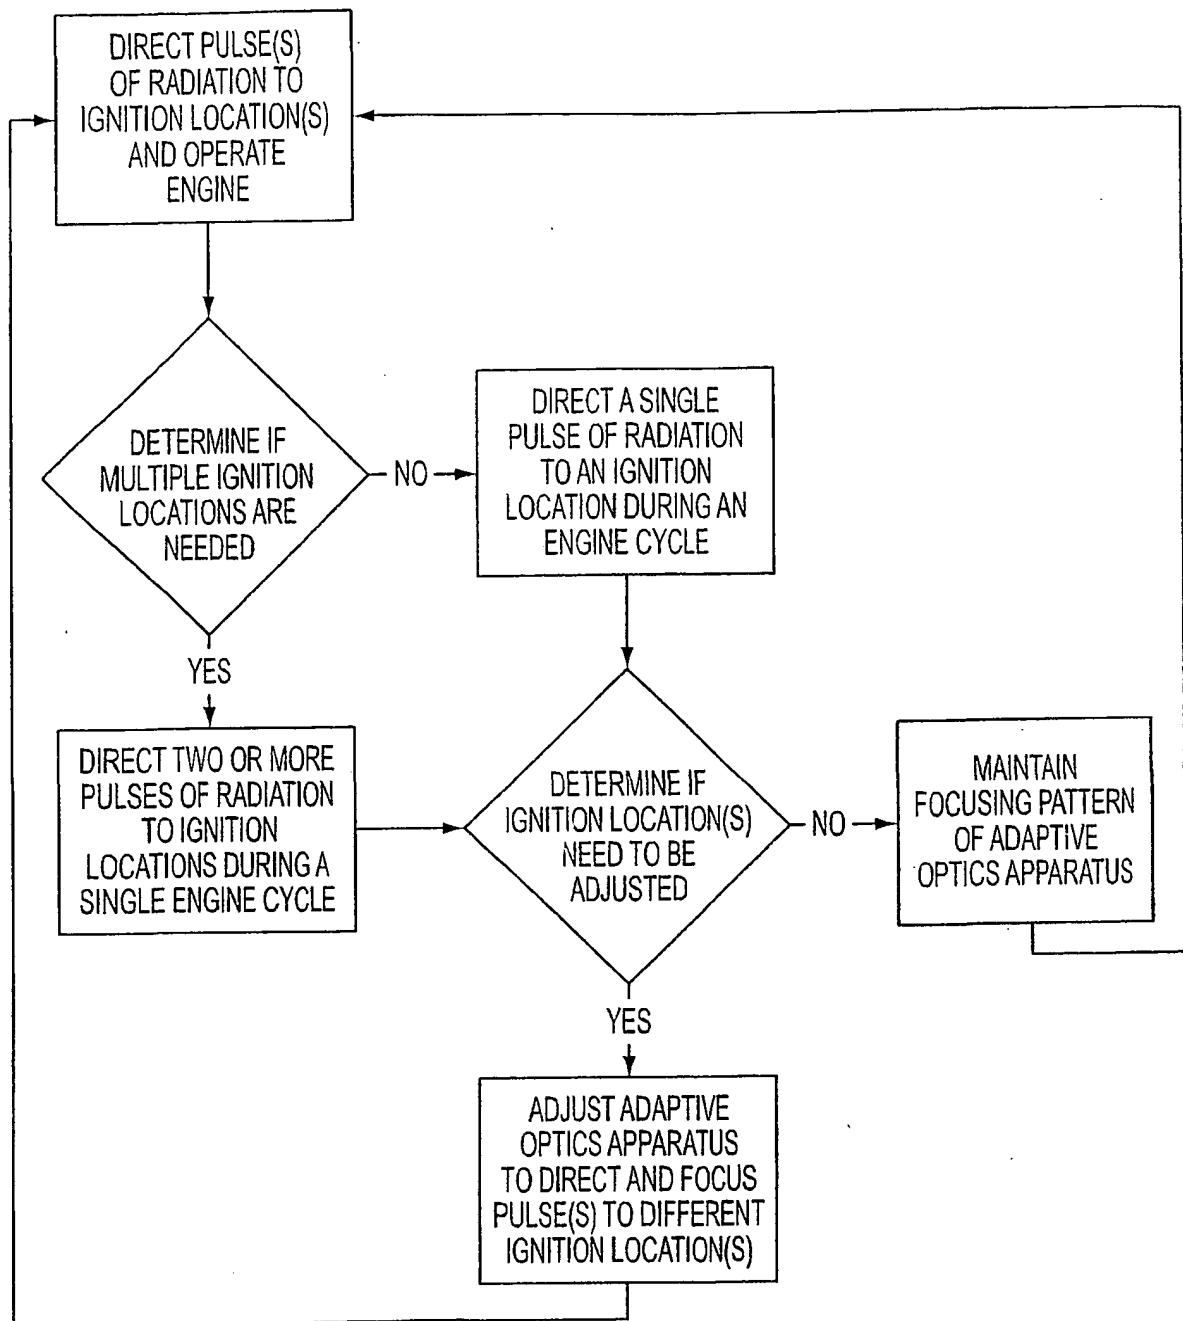 DIRECT PULSE(S)
OF RADIATION TO
IGNITION LOCATION(S)
AND OPERATE
ENGINE
DETERMINE IF
MULTIPLE IGNITION
LOCATIONS ARE
NEEDED
NO
DIRECT A SINGLE
PULSE OF RADIATION
TO AN IGNITION
LOCATION DURING AN
ENGINE CYCLE
YES
DIRECT TWO OR MORE
PULSES OF RADIATION
TO IGNITION
LOCATIONS DURING A
SINGLE ENGINE CYCLE
DETERMINE IF
IGNITION LOCATION(S)
NEED TO BE
ADJUSTED
NO
MAINTAIN
FOCUSING PATTERN
OF ADAPTIVE
OPTICS APPARATUS
YES
ADJUST ADAPTIVE
OPTICS APPARATUS
TO DIRECT AND FOCUS
PULSE(S) TO DIFFERENT
IGNITION LOCATION(S)